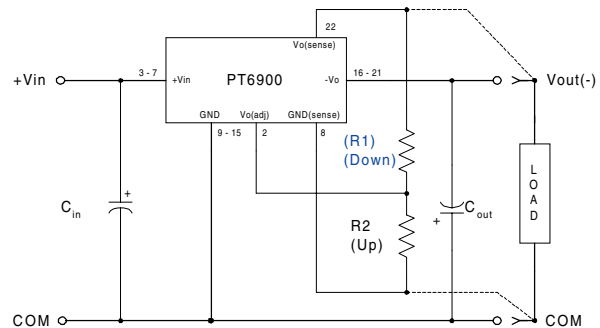 22
Vo(sense)
+Vin
3 - 7
+Vin
PT6900
-Vo
16 - 21
Vout(-)
GND
Vo(adj)
GND(sense)
9 - 15
2
8
(R1)
(Down)
L
O
A
D
+
C in
R2
(Up)
+
C out
COM
COM